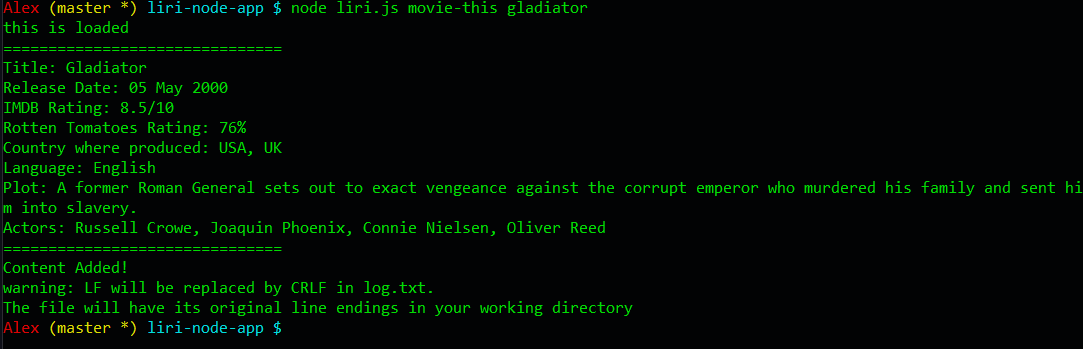 Alex (master *) liri-node-app $ node liri.js movie-this gladiator
this is loaded
===============================
Title: Gladiator
Release Date: 05 May 2000
IMDB Rating: 8.5/10
Rotten Tomatoes Rating: 76%
Country where produced: USA, UK
Language: English
Plot: A former Roman General sets out to exact vengeance against the corrupt emperor who murdered his family and sent hi
m into slavery.
Actors: Russell Crowe, Joaquin Phoenix, Connie Nielsen, Oliver Reed
===============================
Content Added!
warning: LF will be replaced by CRLF in log.txt.
The file will have its original line endings in your working directory
Alex (master *) liri-node-app $